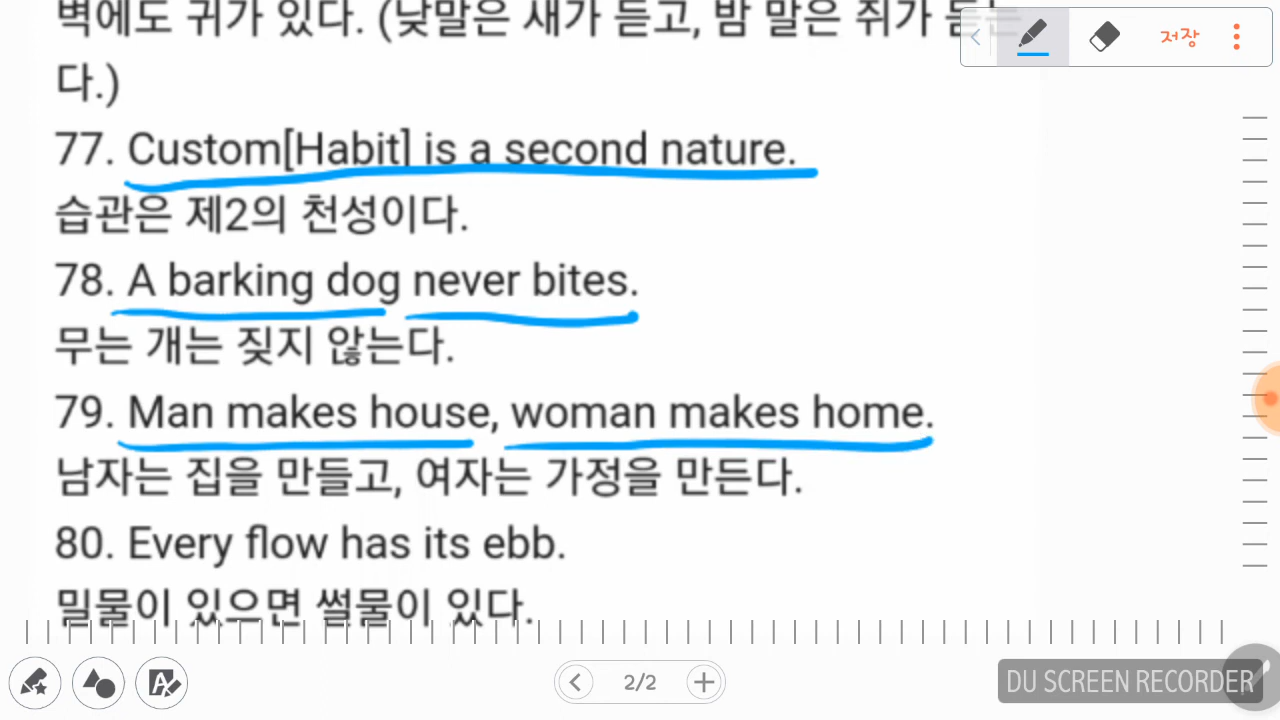 벽에도 귀가 있다. (낮말은 새가 듣고, 밤 말은 쥐가 듣는
저장
다.)
77. Custom[Habit] is a second nature.
습관은 제2의 천성이다.
78. A barking dog never bites.
무는 개는 짖지 않는다.
79. Man makes house, woman makes home.
남자는 집을 만들고, 여자는 가정을 만든다.
80. Every flow has its ebb.
밀물이 있으면 썰물이 있다.
2/2
DU SCREEN RECORDER